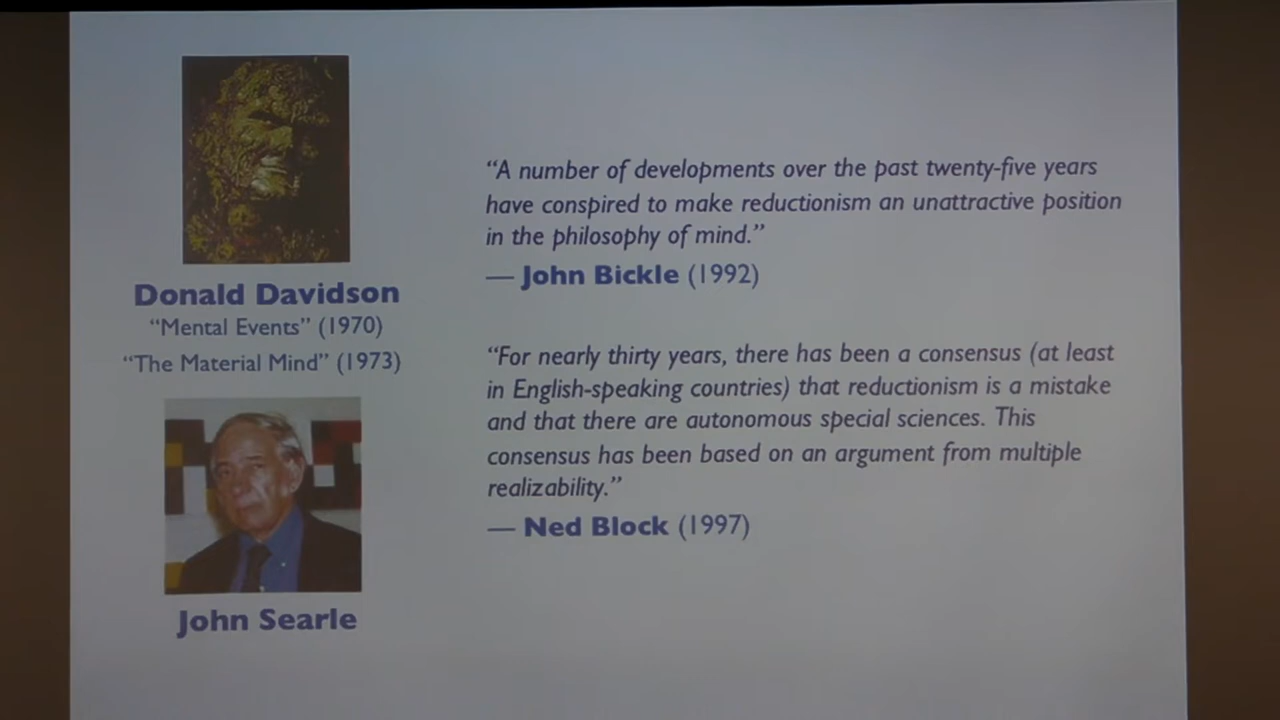 Donald Davidson
“Mental Events” (1970)
“The Material Mind” (1973)
John Searle
“A number of developments over the past twenty-five years
have conspired to make reductionism an unattractive position
in the philosophy of mind.”
— John Bickle (1992)
“For nearly thirty years, there has been a consensus (at least
in English-speaking countries) that reductionism is a mistake
and that there are autonomous special sciences. This
consensus has been based on an argument from multiple
realizability.”
— Ned Block (1997)